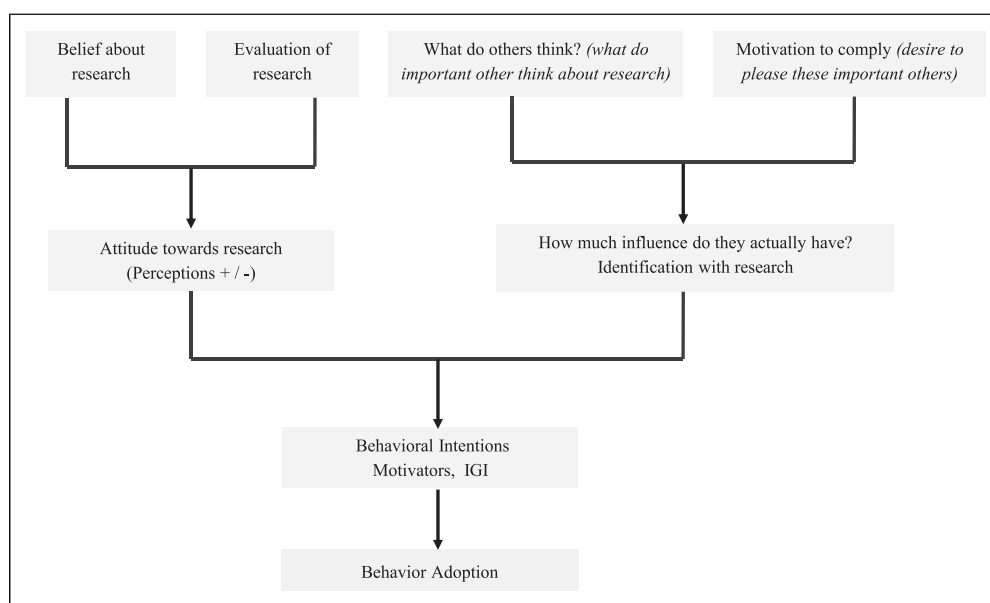 Belief about
research
Evaluation of
research
What do others think? (what do
important other think about research)
Motivation to comply (desire to
please these important others)
Attitude towards research
(Perceptions + / -)
How much influence do they actually have?
Identification with research
Behavioral Intentions
Motivators, IGI
Behavior Adoption